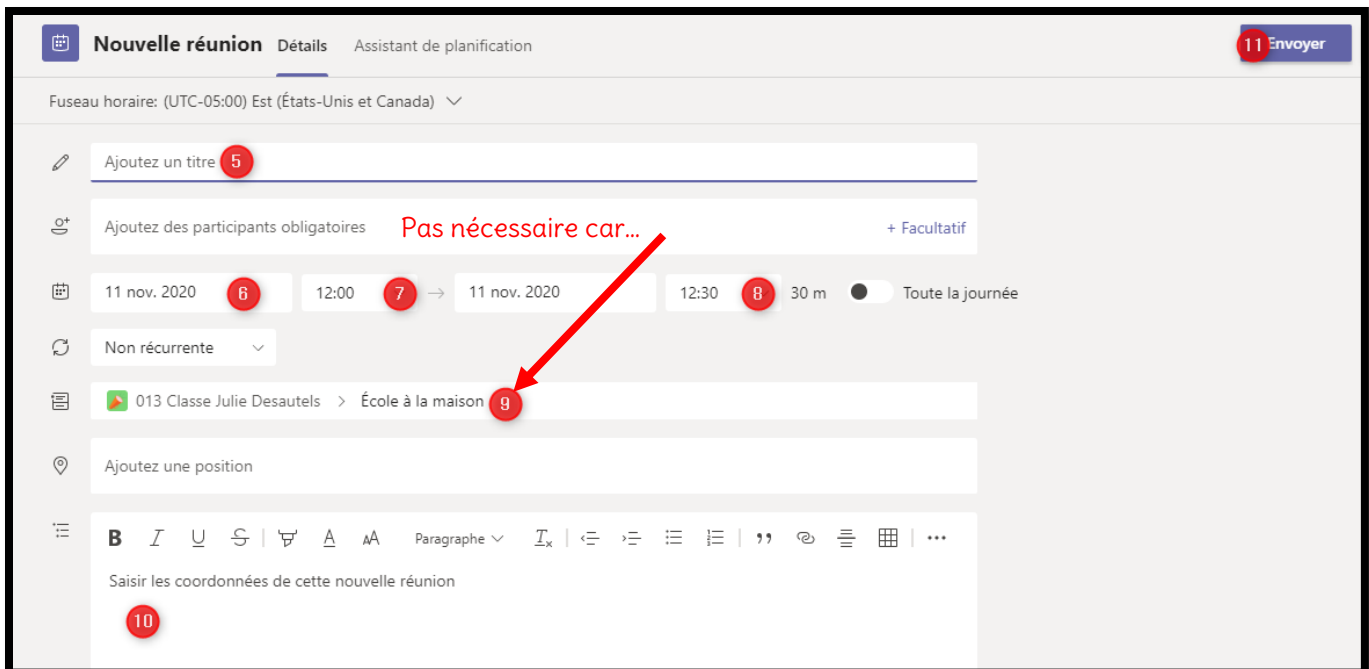 Nouvelle réunion Détails Assistant de planification 11 Envoyer
Fuseau horaire: (UTC-05:00) Est (États-Unis et Canada)
Ajoutez un titre 5
Ajoutez des participants obligatoires Pas nécessaire car... + Facultatif
11 nov. 2020 6 12:00 7 → 11 nov. 2020 12:30 8 30 m Toute la journée
Non récurrente
013 Classe Julie Desautels > École à la maison 9
Ajoutez une position
B I U S A AA Paragraphe Tx
Saisir les coordonnées de cette nouvelle réunion
10